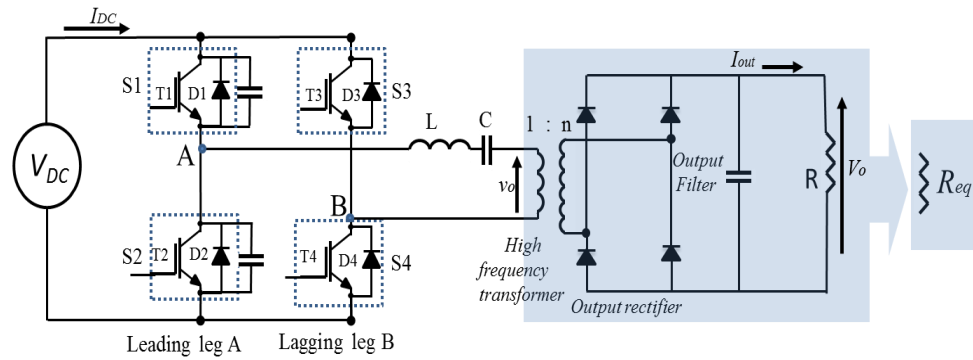 I_DC
S1
T1
D1
T3
D3
S3
V_DC
A
L
C
1 : n
v_o
I_out
Output
Filter
R
V_o
R_eq
B
S2
T2
D2
T4
D4
S4
High
frequency
transformer
Output rectifier
Leading leg A
Lagging leg B